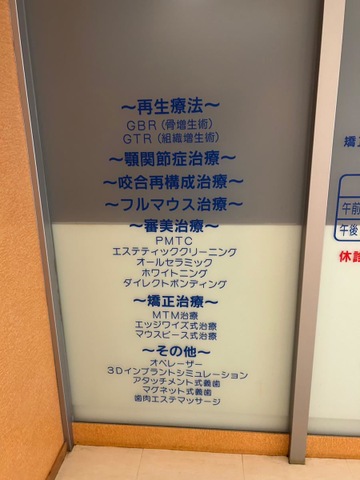 ～再生療法～
GBR（骨増生術）
GTR（組織増生術）
～顎関節症治療～
～咬合再構成治療～
～フルマウス治療～
～審美治療～
PMTC
エステティッククリーニング
オールセラミック
ホワイトニング
ダイレクトボンディング
～矯正治療～
MTM治療
エッジワイズ式治療
マウスピース式治療
～その他～
オペレーザー
3Dインプラントシミュレーション
アタッチメント式義歯
マグネット式義歯
歯肉エステマッサージ
矯正
午前
午後
休診